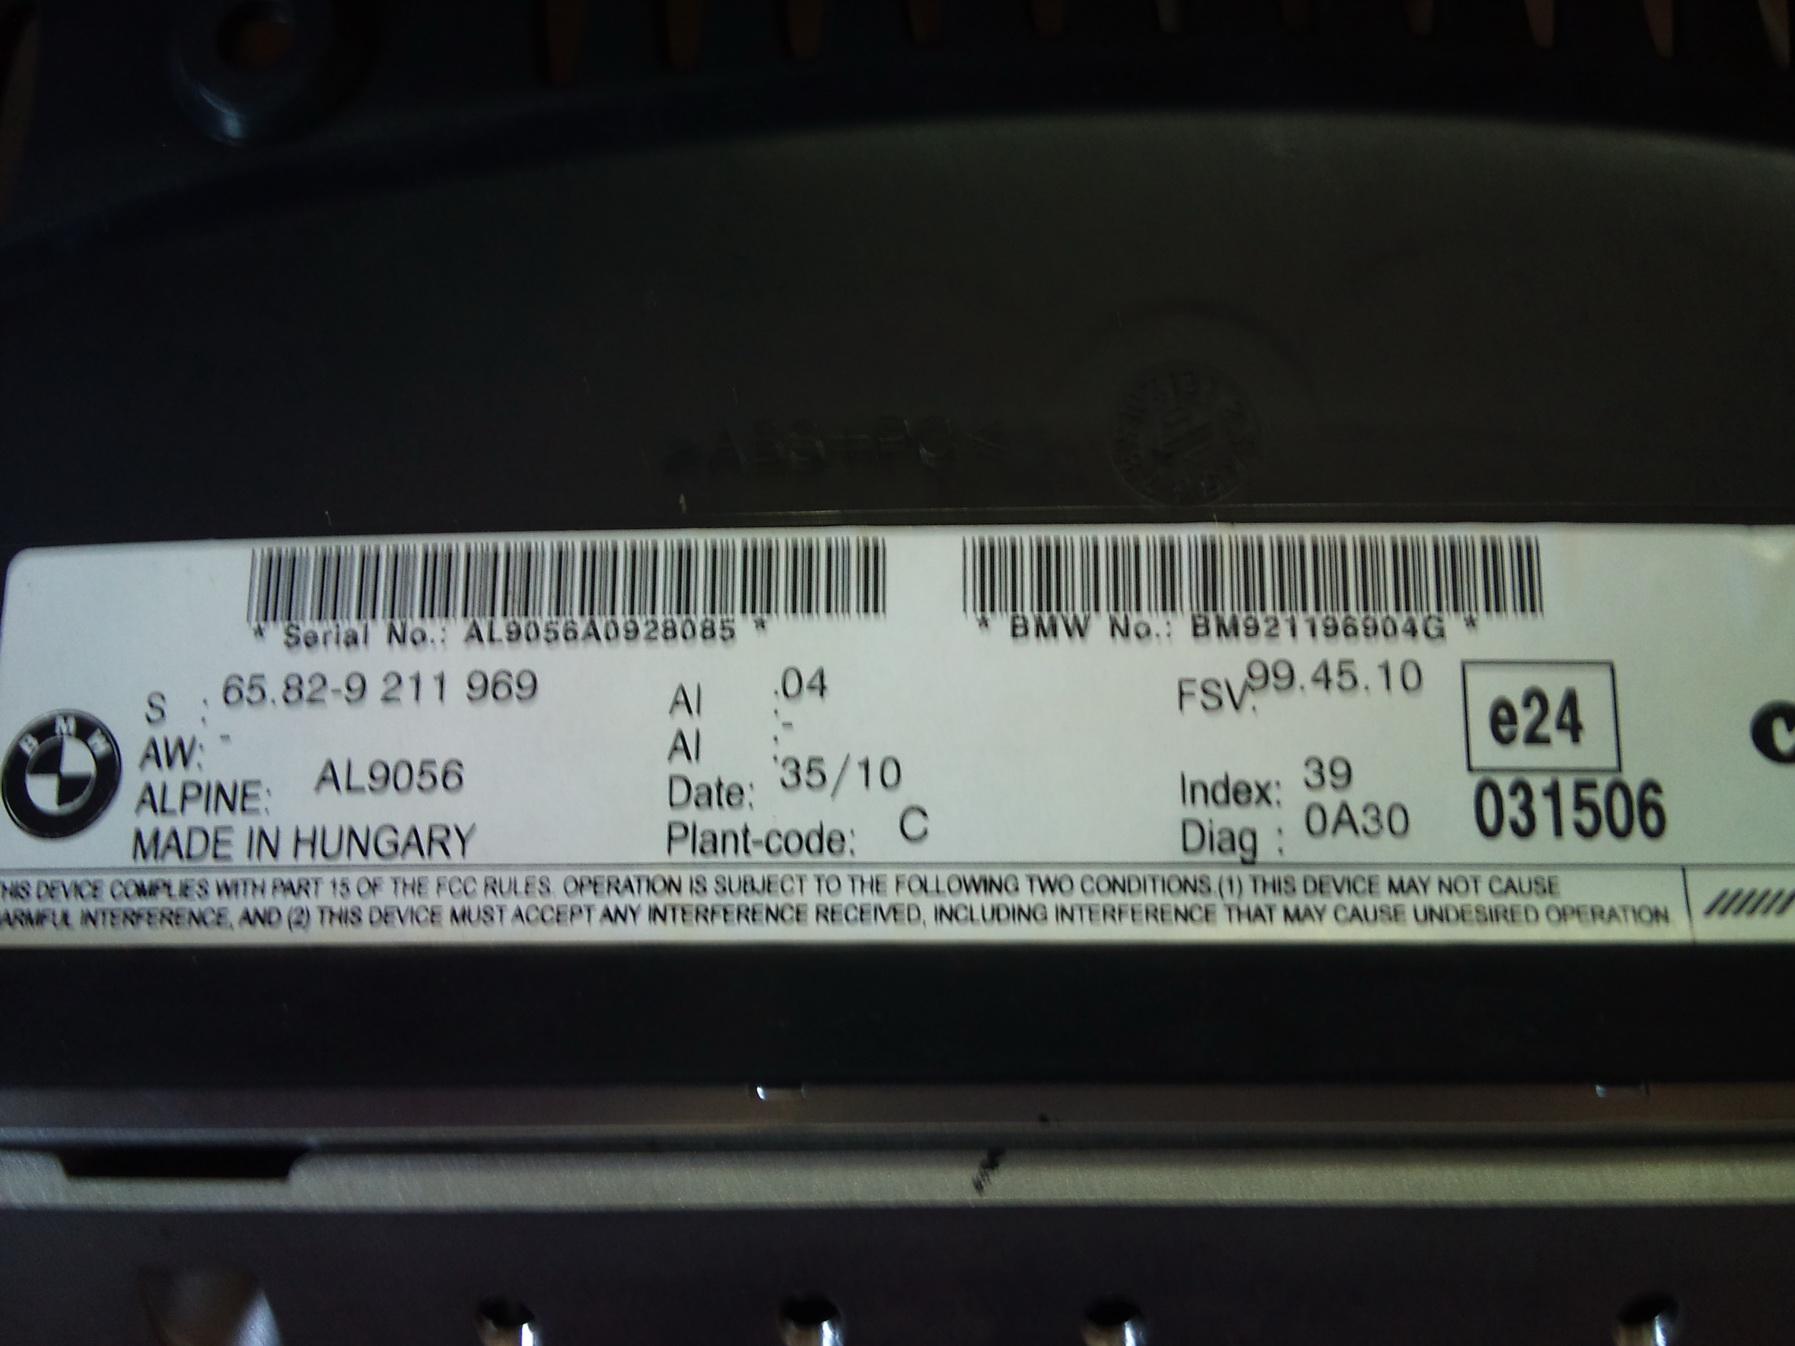 * Serial No.: AL9056A0928085 *
* BMW No.: BM921196904G *
S : 65.82-9 211 969
AI :04
FSV: 99.45.10
e24
BMW
AW: -
AI :-
ALPINE: AL9056
Date: 35/10
Index: 39
031506
MADE IN HUNGARY
Plant-code: C
Diag : 0A30
HIS DEVICE COMPLIES WITH PART 15 OF THE FCC RULES. OPERATION IS SUBJECT TO THE FOLLOWING TWO CONDITIONS.(1) THIS DEVICE MAY NOT CAUSE
ARMFUL INTERFERENCE, AND (2) THIS DEVICE MUST ACCEPT ANY INTERFERENCE RECEIVED, INCLUDING INTERFERENCE THAT MAY CAUSE UNDESIRED OPERATION